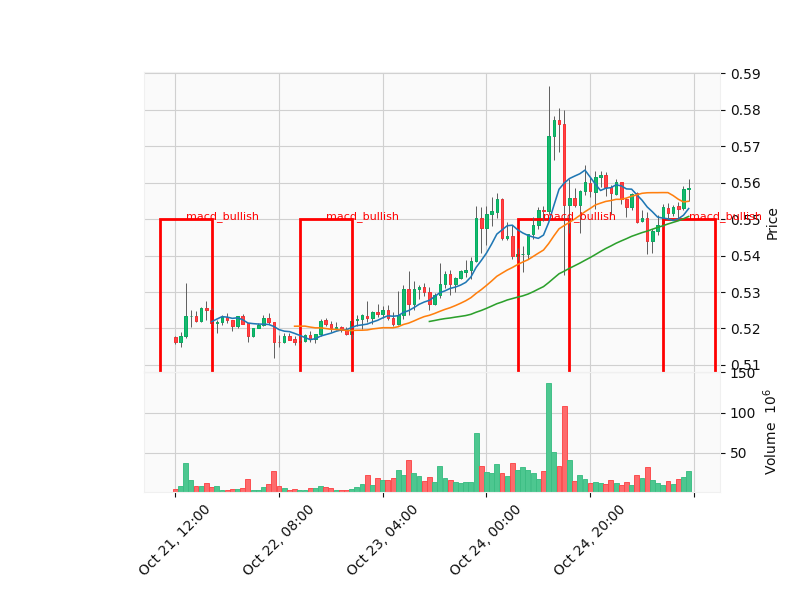 0.59
0.58
0.57
0.56
0.55
0.54
0.53
0.52
0.51
Price
macd_bullish
macd_bullish
macd_bullish
macd_bullish
150
100
50
Volume 10^6
Oct 21, 12:00
Oct 22, 08:00
Oct 23, 04:00
Oct 24, 00:00
Oct 24, 20:00